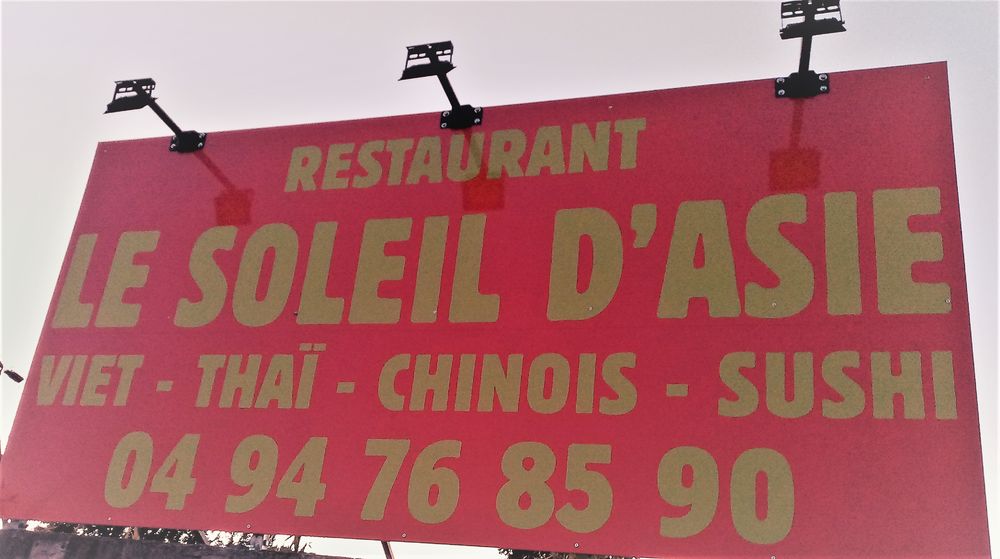 RESTAURANT
LE SOLEIL D'ASIE
VIET - THAÏ - CHINOIS - SUSHI
04 94 76 85 90